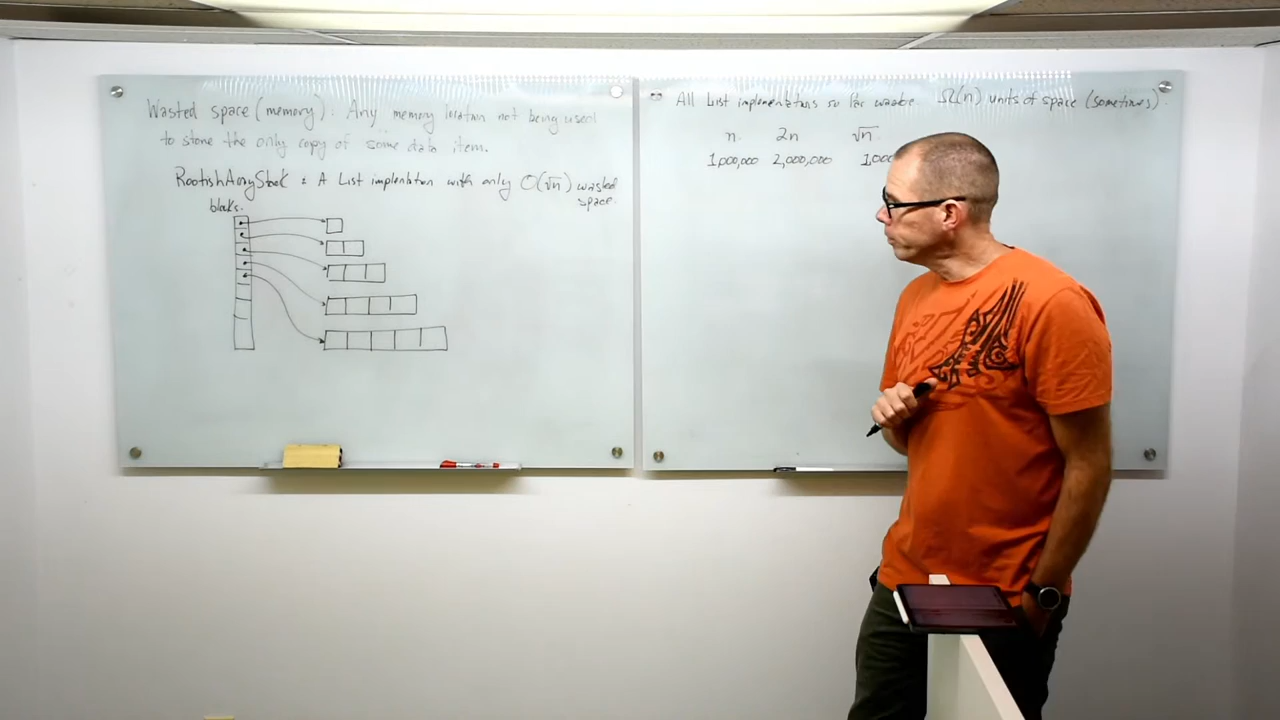 Wasted space (memory): Any memory location not being used
to store the only copy of some data item.
RootishArrayStack : A List implentation with only O(√n) wasted
space.
blocks.
All List implementations so far waste Ω(n) units of space (sometimes).
n 2n √n
1,000,000 2,000,000 1,000